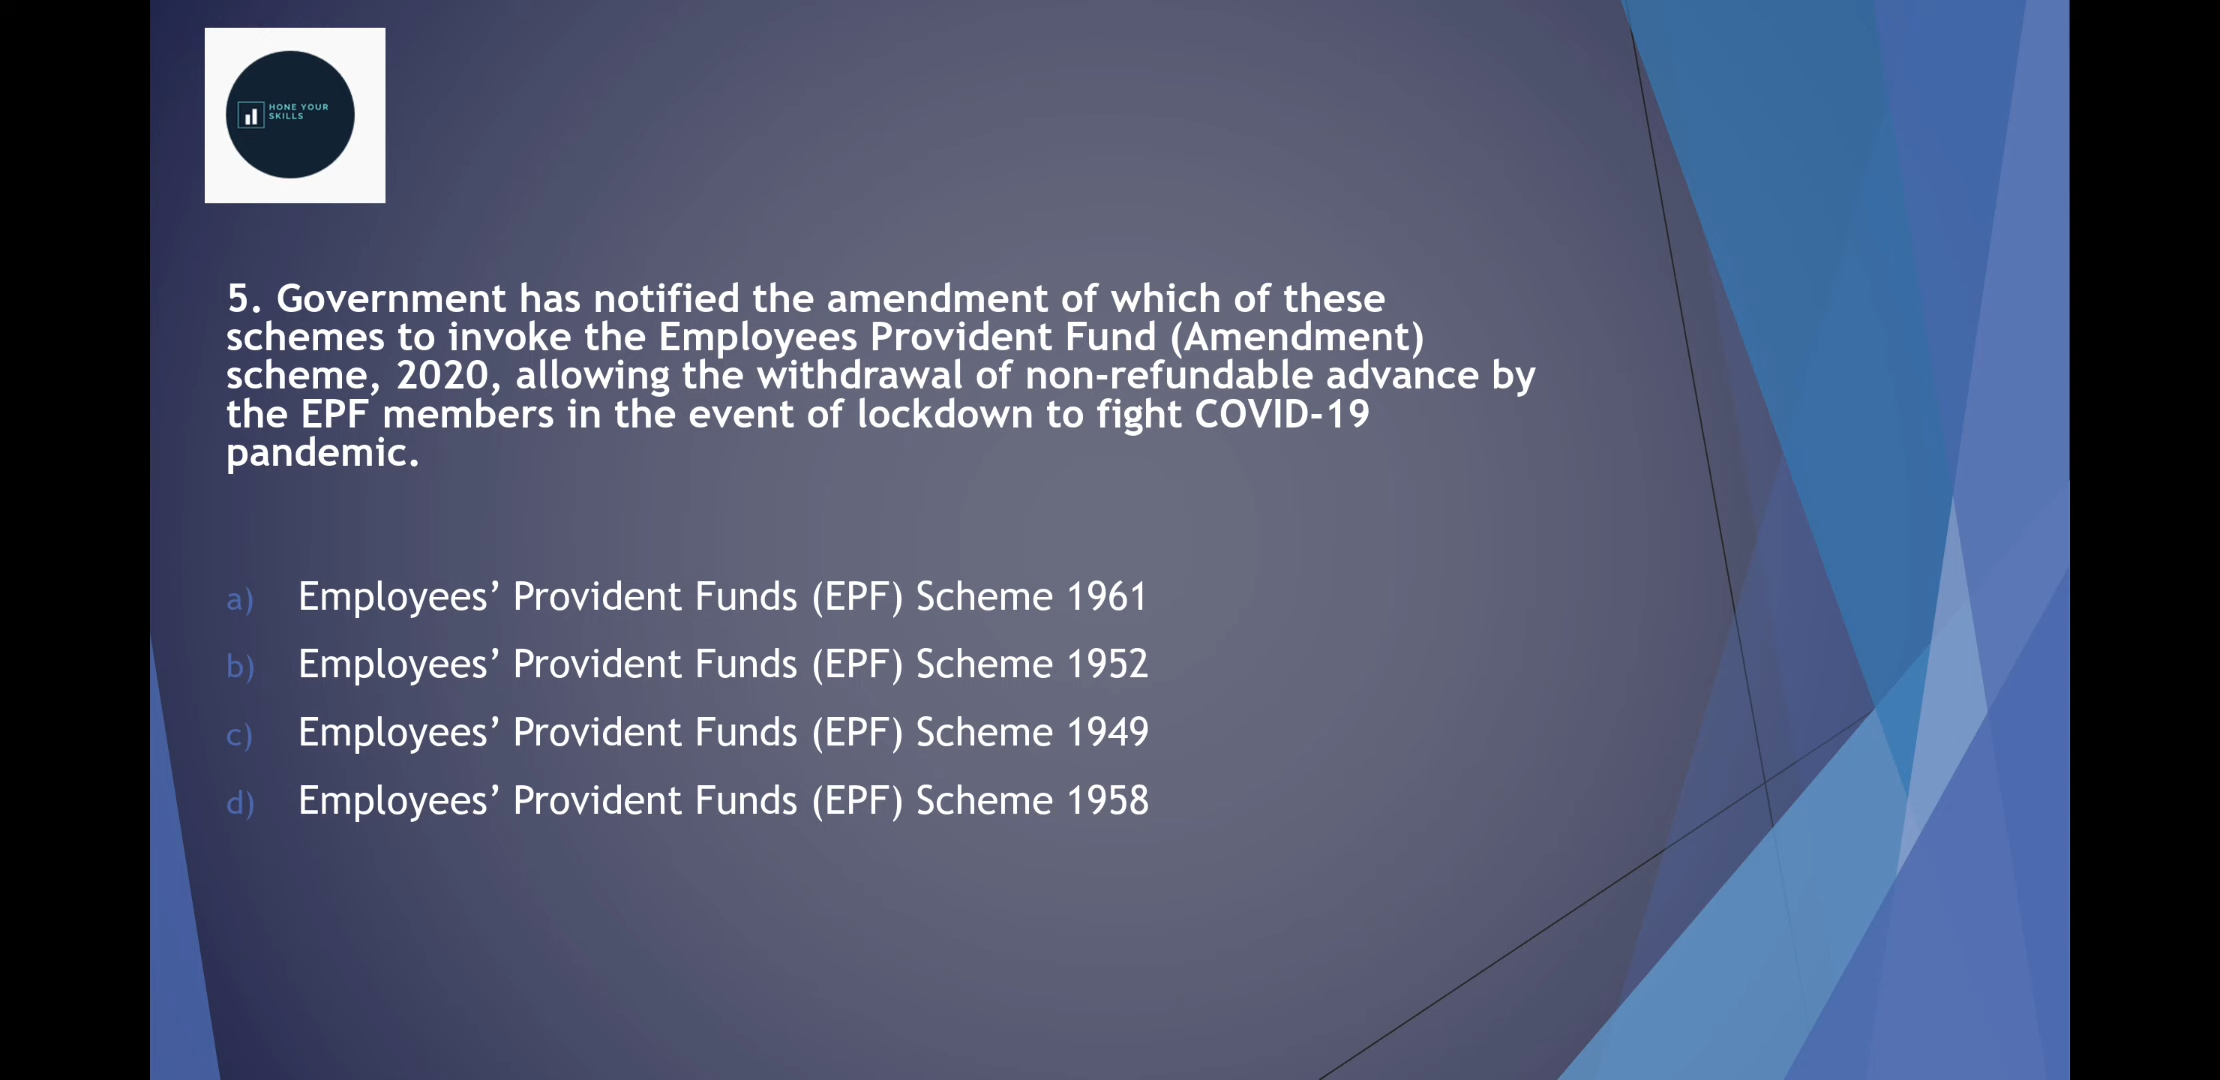 HONE YOUR
SKILLS
5. Government has notified the amendment of which of these
schemes to invoke the Employees Provident Fund (Amendment)
scheme, 2020, allowing the withdrawal of non-refundable advance by
the EPF members in the event of lockdown to fight COVID-19
pandemic.
a) Employees’ Provident Funds (EPF) Scheme 1961
b) Employees’ Provident Funds (EPF) Scheme 1952
c) Employees’ Provident Funds (EPF) Scheme 1949
d) Employees’ Provident Funds (EPF) Scheme 1958